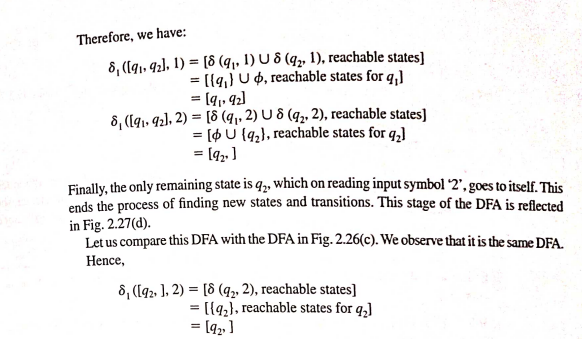 Therefore, we have:
δ₁ ([q₁, q₂], 1) = [δ (q₁, 1) U δ (q₂, 1), reachable states]
= [{q₁} U ϕ, reachable states for q₁]
= [q₁, q₂]
δ₁ ([q₁, q₂], 2) = [δ (q₁, 2) U δ (q₂, 2), reachable states]
= [ϕ U {q₂}, reachable states for q₂]
= [q₂, ]
Finally, the only remaining state is q₂, which on reading input symbol ‘2’, goes to itself. This
ends the process of finding new states and transitions. This stage of the DFA is reflected
in Fig. 2.27(d).
Let us compare this DFA with the DFA in Fig. 2.26(c). We observe that it is the same DFA.
Hence,
δ₁ ([q₂, ], 2) = [δ (q₂, 2), reachable states]
= [{q₂}, reachable states for q₂]
= [q₂, ]